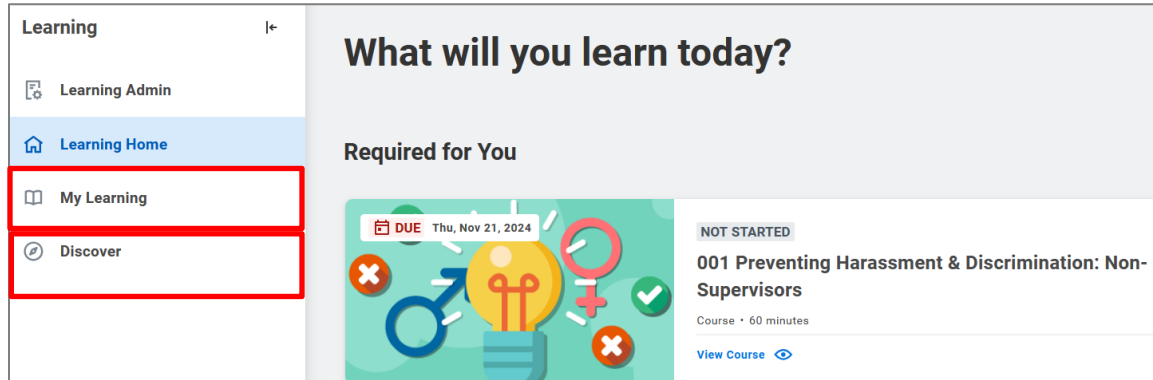 Learning
Learning Admin
Learning Home
My Learning
Discover
What will you learn today?
Required for You
DUE Thu, Nov 21, 2024
NOT STARTED
001 Preventing Harassment & Discrimination: Non-
Supervisors
Course • 60 minutes
View Course